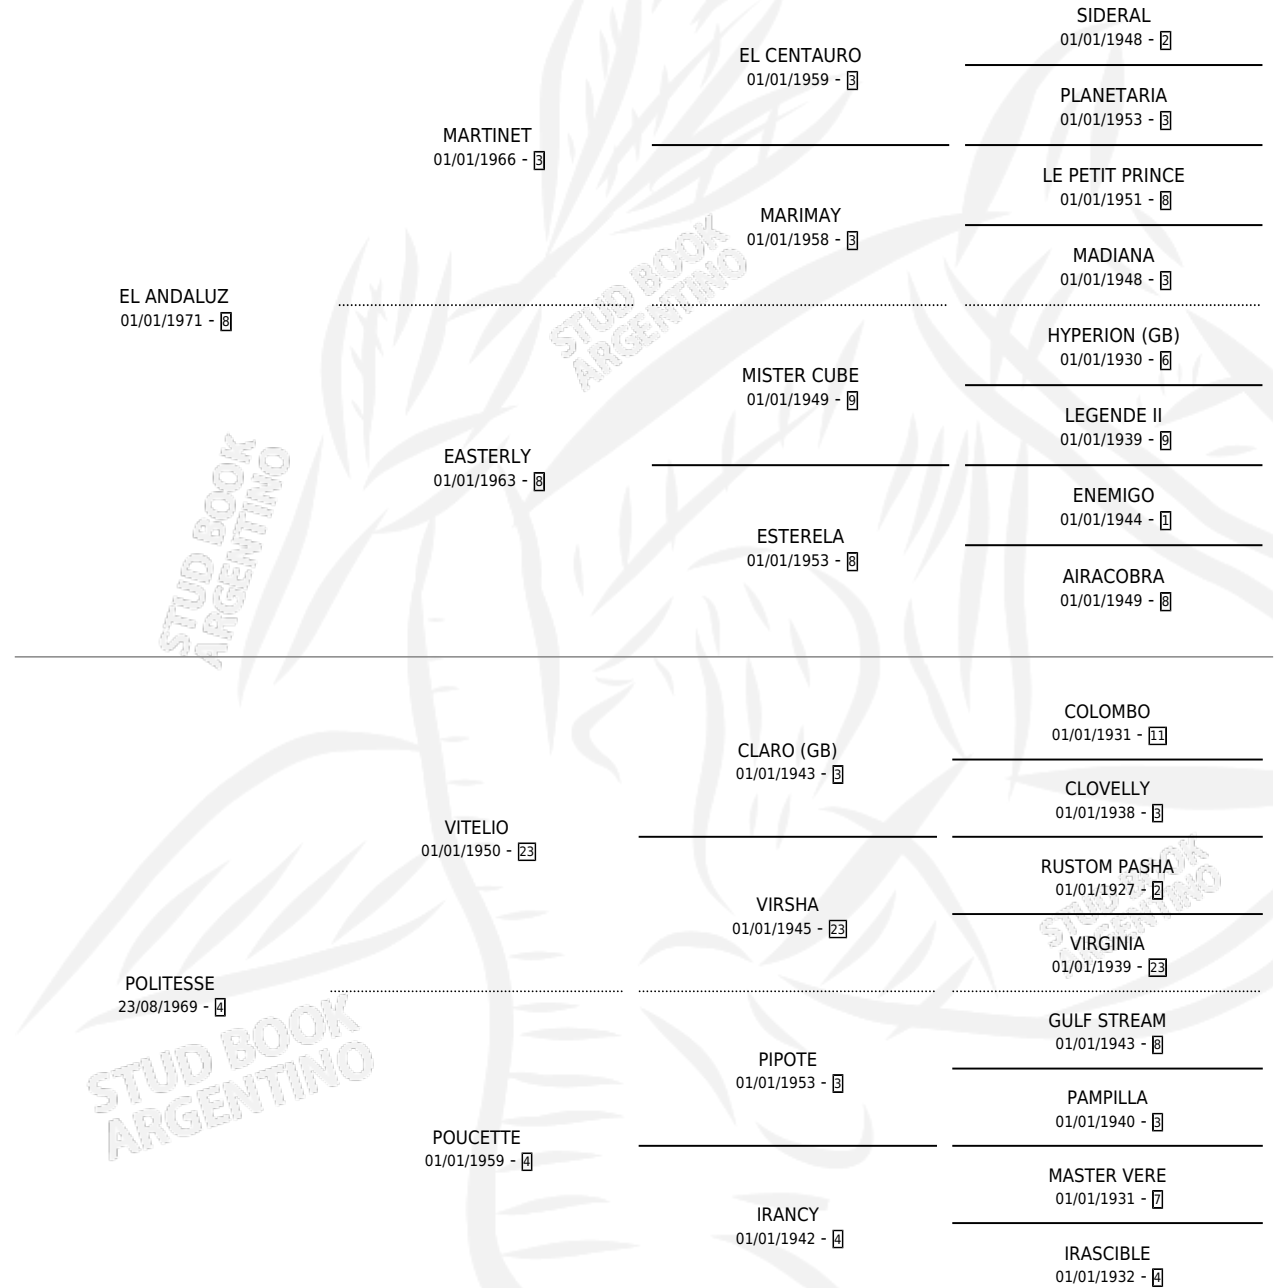 SIDERAL
01/01/1948 - 2
EL CENTAURO
01/01/1959 - 3
PLANETARIA
01/01/1953 - 3
MARTINET
01/01/1966 - 3
LE PETIT PRINCE
01/01/1951 - 8
MARIMAY
01/01/1958 - 3
MADIANA
01/01/1948 - 3
EL ANDALUZ
01/01/1971 - 8
HYPERION (GB)
01/01/1930 - 6
MISTER CUBE
01/01/1949 - 9
LEGENDE II
01/01/1939 - 9
EASTERLY
01/01/1963 - 8
ENEMIGO
01/01/1944 - 1
ESTERELA
01/01/1953 - 8
AIRACOBRA
01/01/1949 - 8
COLOMBO
01/01/1931 - 11
CLARO (GB)
01/01/1943 - 3
CLOVELLY
01/01/1938 - 3
VITELIO
01/01/1950 - 23
RUSTOM PASHA
01/01/1927 - 2
VIRSHA
01/01/1945 - 23
VIRGINIA
01/01/1939 - 23
POLITESSE
23/08/1969 - 4
GULF STREAM
01/01/1943 - 8
PIPOTE
01/01/1953 - 3
PAMPILLA
01/01/1940 - 3
POUCETTE
01/01/1959 - 4
MASTER VERE
01/01/1931 - 7
IRANCY
01/01/1942 - 4
IRASCIBLE
01/01/1932 - 4
STUD BOOK
ARGENTINO
STUD BOOK
ARGENTINO
STUD BOOK
ARGENTINO
STUD BOOK
ARGENTINO